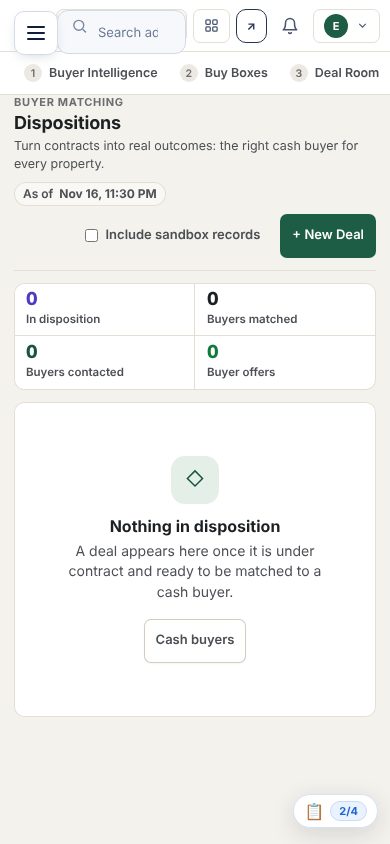 Search ad
E
1 Buyer Intelligence 2 Buy Boxes 3 Deal Room
BUYER MATCHING
Dispositions
Turn contracts into real outcomes: the right cash buyer for
every property.
As of Nov 16, 11:30 PM
Include sandbox records
+ New Deal
0
In disposition
0
Buyers matched
0
Buyers contacted
0
Buyer offers
Nothing in disposition
A deal appears here once it is under
contract and ready to be matched to a
cash buyer.
Cash buyers
2/4